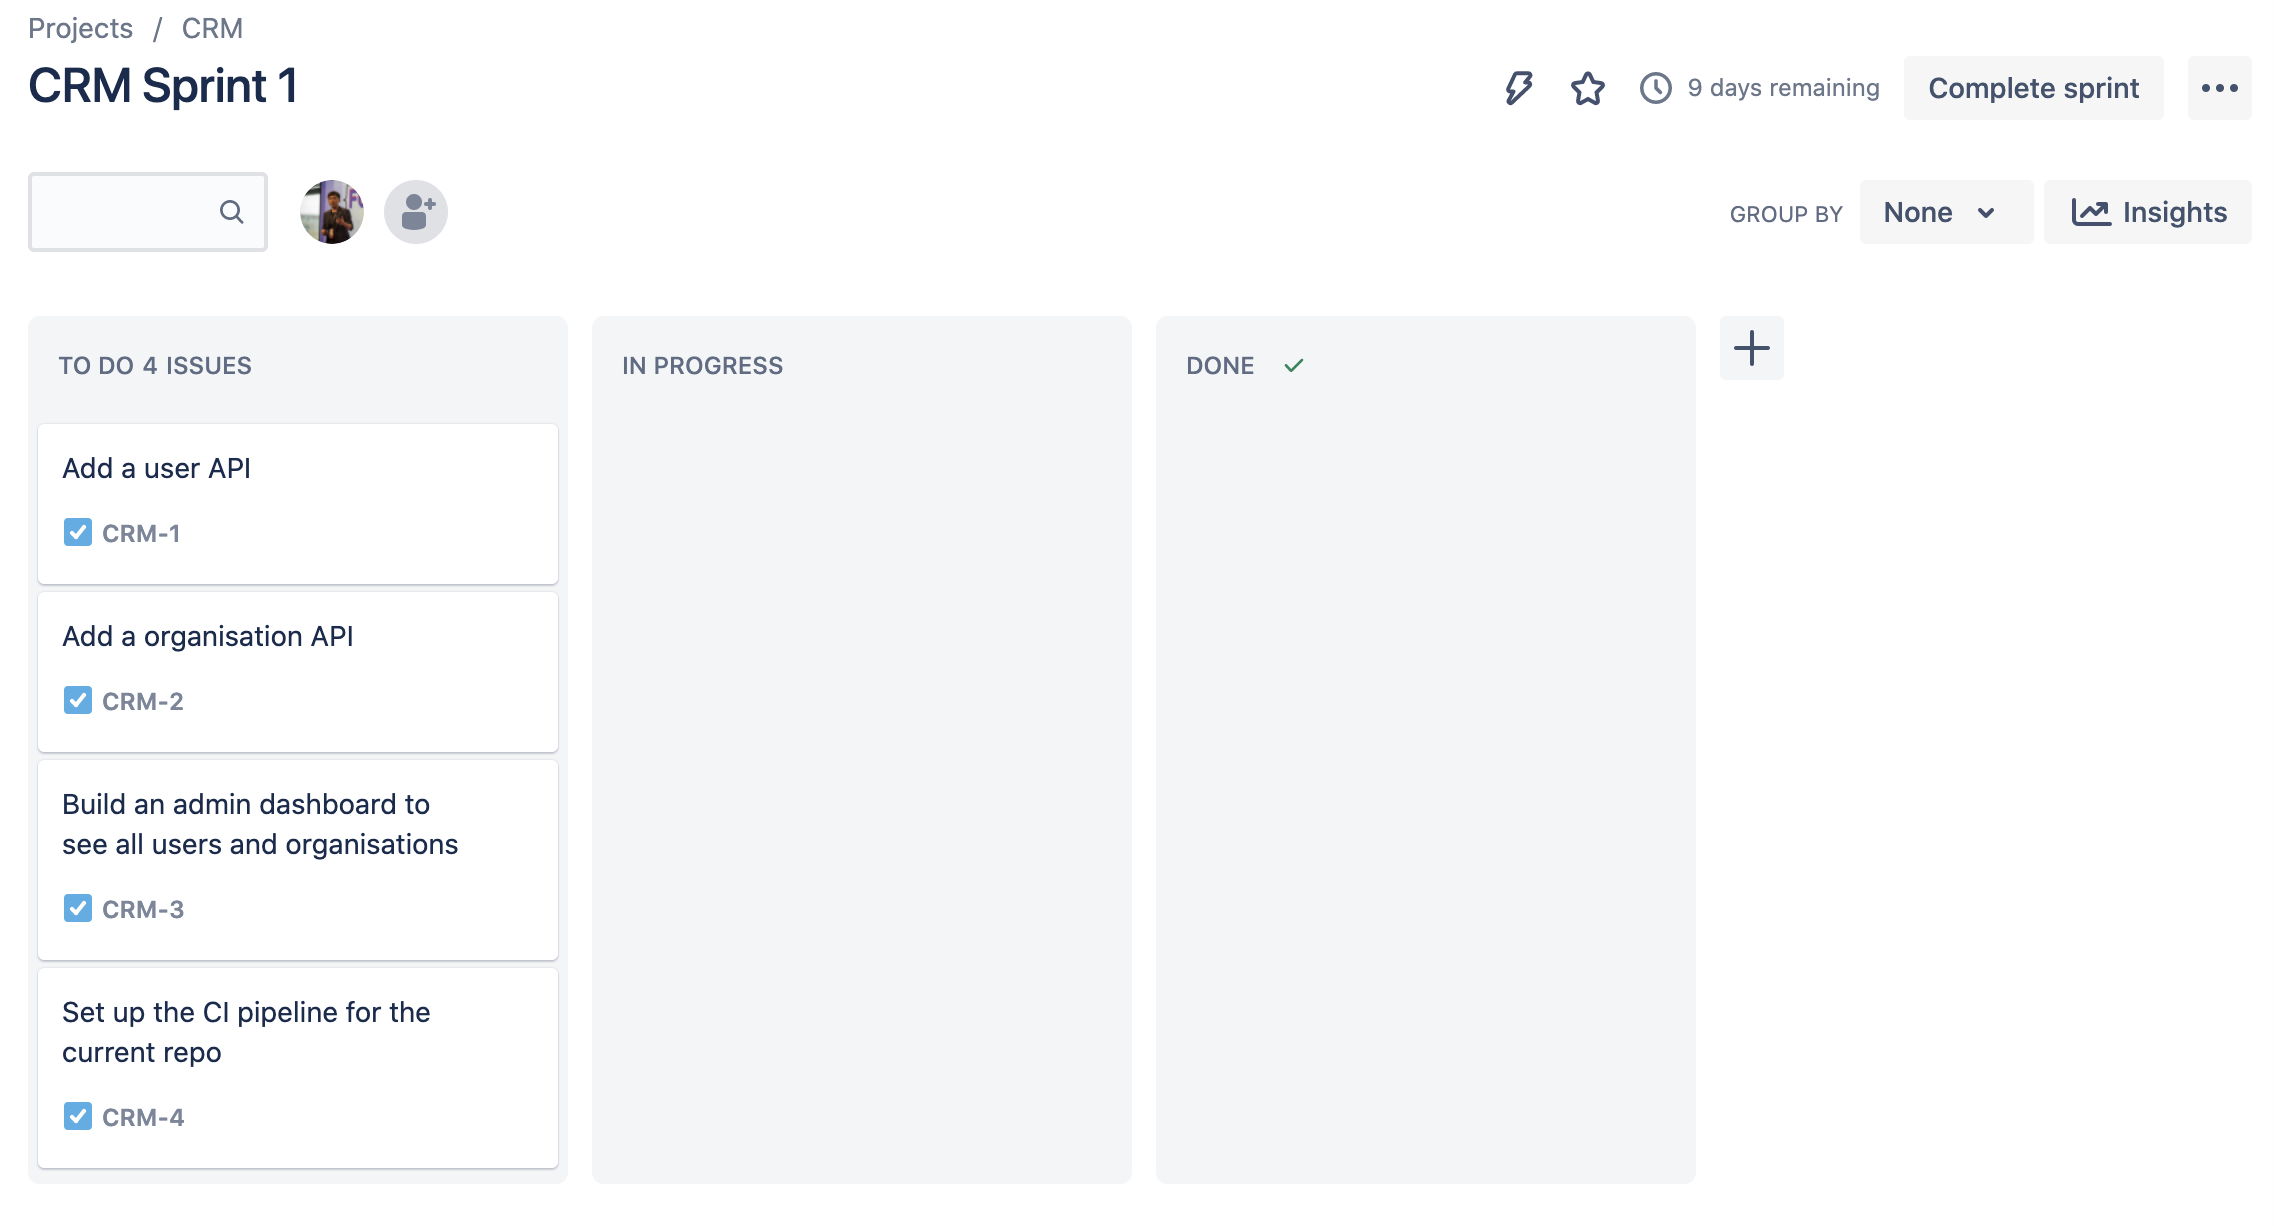 Projects / CRM
CRM Sprint 1
9 days remaining
Complete sprint
GROUP BY
None
Insights
TO DO 4 ISSUES
Add a user API
CRM-1
Add a organisation API
CRM-2
Build an admin dashboard to
see all users and organisations
CRM-3
Set up the CI pipeline for the
current repo
CRM-4
IN PROGRESS
DONE